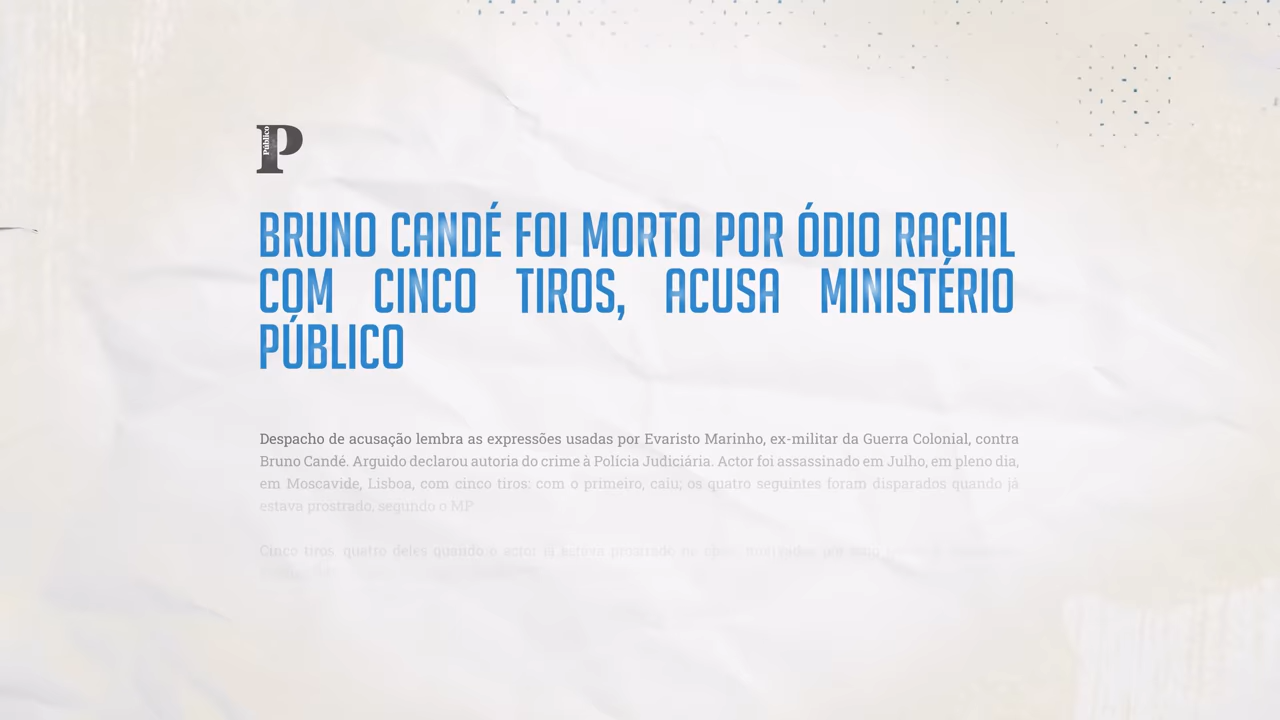 Público
BRUNO CANDÉ FOI MORTO POR ÓDIO RACIAL
COM CINCO TIROS, ACUSA MINISTÉRIO
PÚBLICO
Despacho de acusação lembra as expressões usadas por Evaristo Marinho, ex-militar da Guerra Colonial, contra
Bruno Candé. Arguido declarou autoria do crime à Polícia Judiciária. Actor foi assassinado em Julho, em pleno dia,
em Moscavide, Lisboa, com cinco tiros: com o primeiro, caiu; os quatro seguintes foram disparados quando já
estava prostrado, segundo o MP
Cinco tiros, quatro deles quando o actor já estava prostrado no chão, motivados